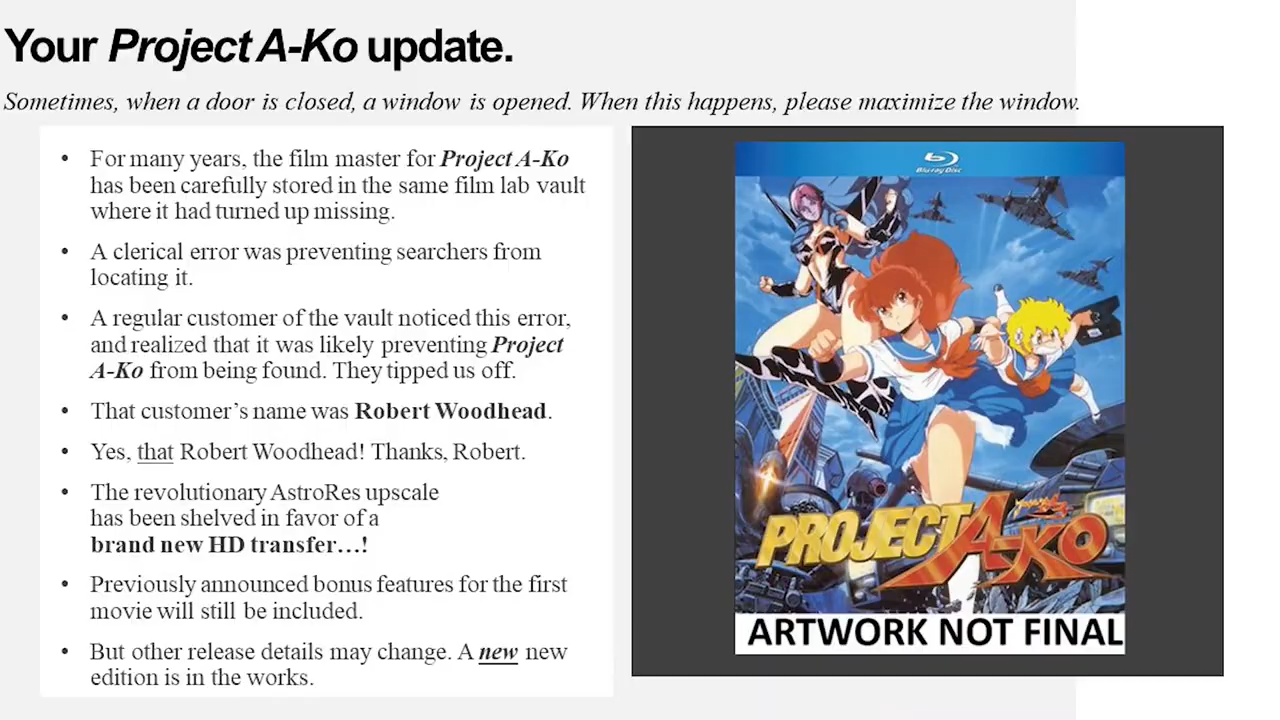 Your Project A-Ko update.
Sometimes, when a door is closed, a window is opened. When this happens, please maximize the window.
• For many years, the film master for Project A-Ko
has been carefully stored in the same film lab vault
where it had turned up missing.
• A clerical error was preventing searchers from
locating it.
• A regular customer of the vault noticed this error,
and realized that it was likely preventing Project
A-Ko from being found. They tipped us off.
• That customer’s name was Robert Woodhead.
• Yes, that Robert Woodhead! Thanks, Robert.
• The revolutionary AstroRes upscale
has been shelved in favor of a
brand new HD transfer…!
• Previously announced bonus features for the first
movie will still be included.
• But other release details may change. A new new
edition is in the works.
Blu-ray Disc
PROJECT A-KO
ARTWORK NOT FINAL